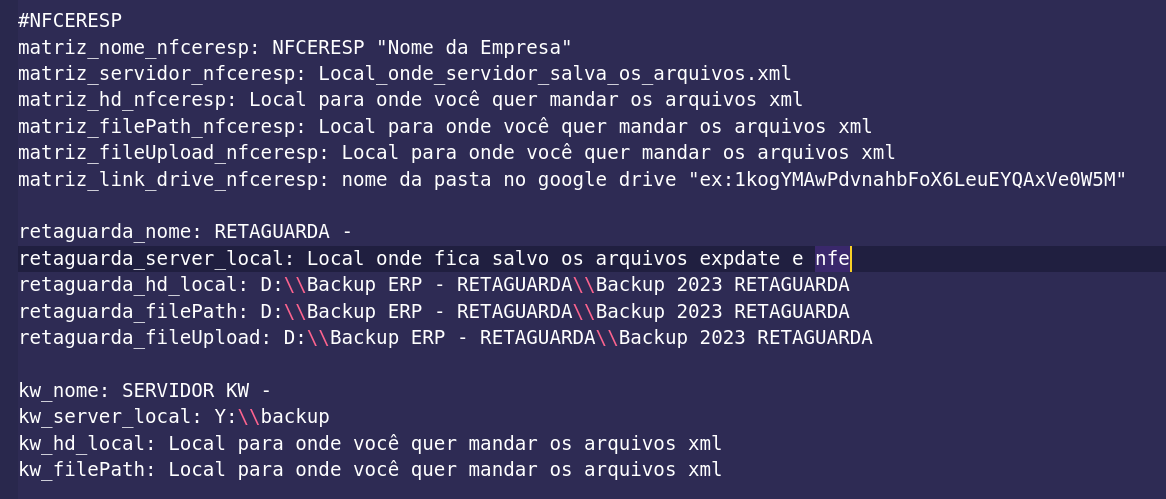 #NFCERESP
matriz_nome_nfceresp: NFCERESP "Nome da Empresa"
matriz_servidor_nfceresp: Local_onde_servidor_salva_os_arquivos.xml
matriz_hd_nfceresp: Local para onde você quer mandar os arquivos xml
matriz_filePath_nfceresp: Local para onde você quer mandar os arquivos xml
matriz_fileUpload_nfceresp: Local para onde você quer mandar os arquivos xml
matriz_link_drive_nfceresp: nome da pasta no google drive "ex:1kogYMAwPdvnahbFoX6LeuEYQAxVe0W5M"
retaguarda_nome: RETAGUARDA -
retaguarda_server_local: Local onde fica salvo os arquivos expdate e nfe
retaguarda_hd_local: D:\\Backup ERP - RETAGUARDA\\Backup 2023 RETAGUARDA
retaguarda_filePath: D:\\Backup ERP - RETAGUARDA\\Backup 2023 RETAGUARDA
retaguarda_fileUpload: D:\\Backup ERP - RETAGUARDA\\Backup 2023 RETAGUARDA
kw_nome: SERVIDOR KW -
kw_server_local: Y:\\backup
kw_hd_local: Local para onde você quer mandar os arquivos xml
kw_filePath: Local para onde você quer mandar os arquivos xml